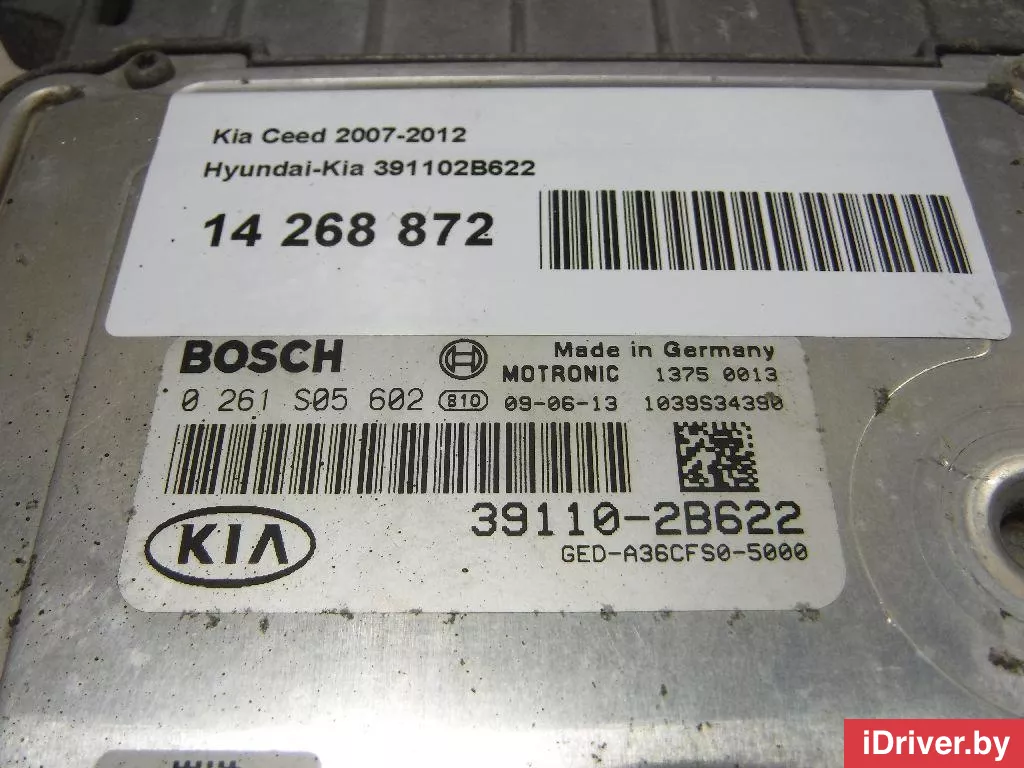 Kia Ceed 2007-2012
Hyundai-Kia 391102B622
14 268 872
BOSCH
Made in Germany
MOTRONIC 1375 0013
0 261 S05 602 810 09-06-13 1039S34390
39110-2B622
KIA
GED-A36CFS0-5000
iDriver.by